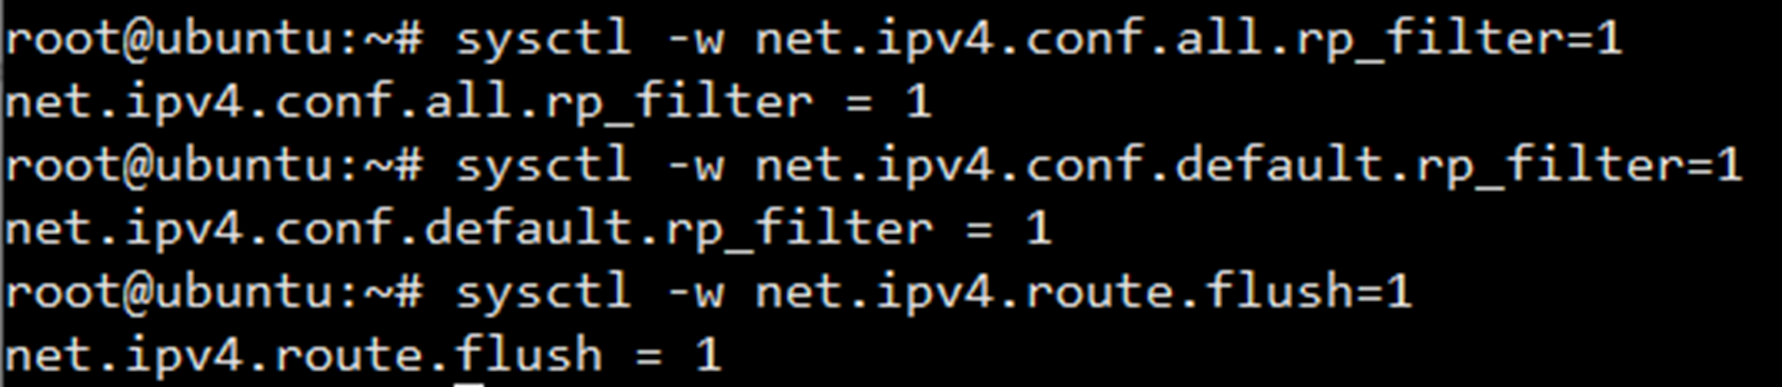 root@ubuntu:~# sysctl -w net.ipv4.conf.all.rp_filter=1
net.ipv4.conf.all.rp_filter = 1
root@ubuntu:~# sysctl -w net.ipv4.conf.default.rp_filter=1
net.ipv4.conf.default.rp_filter = 1
root@ubuntu:~# sysctl -w net.ipv4.route.flush=1
net.ipv4.route.flush = 1